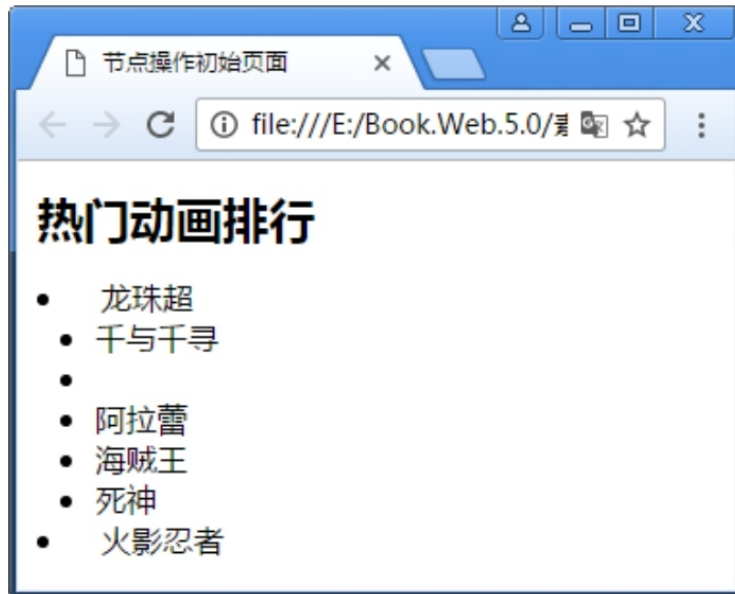 节点操作初始页面
file:///E:/Book.Web.5.0/
热门动画排行
龙珠超
千与千寻
阿拉蕾
海贼王
死神
火影忍者